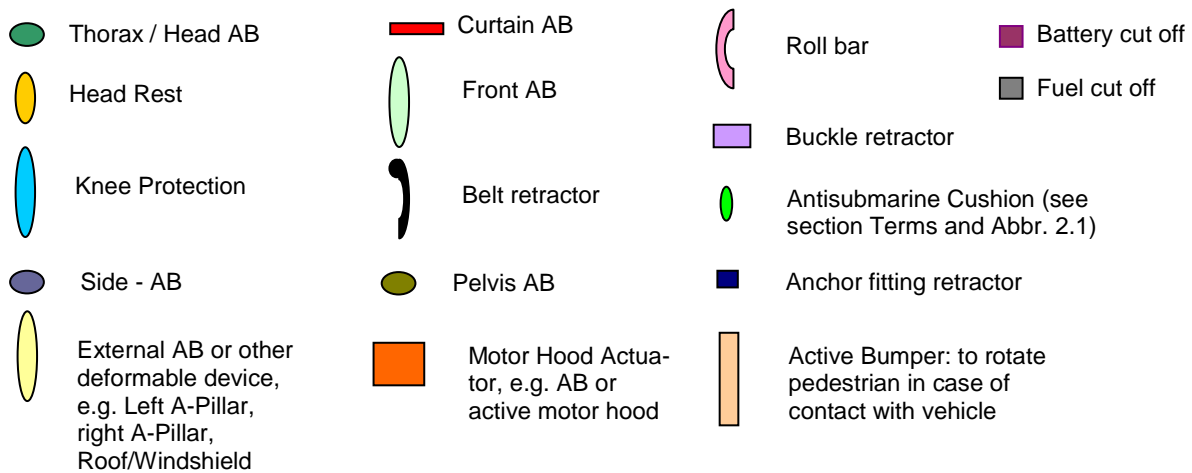 Thorax / Head AB
Head Rest
Knee Protection
Side - AB
External AB or other
deformable device,
e.g. Left A-Pillar,
right A-Pillar,
Roof/Windshield
Curtain AB
Front AB
Belt retractor
Pelvis AB
Motor Hood Actua-
tor, e.g. AB or
active motor hood
Roll bar
Buckle retractor
Antisubmarine Cushion (see
section Terms and Abbr. 2.1)
Anchor fitting retractor
Active Bumper: to rotate
pedestrian in case of
contact with vehicle
Battery cut off
Fuel cut off